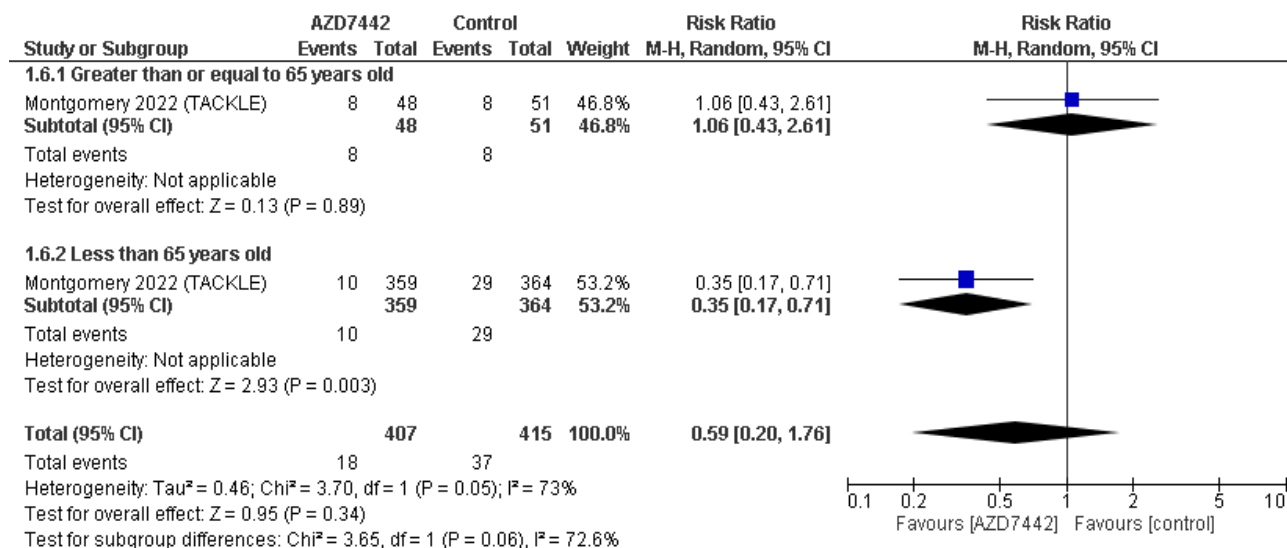 AZD7442 Control Risk Ratio Risk Ratio
Study or Subgroup Events Total Events Total Weight M-H, Random, 95% CI M-H, Random, 95% CI
1.6.1 Greater than or equal to 65 years old
Montgomery 2022 (TACKLE) 8 48 8 51 46.8% 1.06 [0.43, 2.61]
Subtotal (95% CI) 48 51 46.8% 1.06 [0.43, 2.61]
Total events 8 8
Heterogeneity: Not applicable
Test for overall effect: Z = 0.13 (P = 0.89)
1.6.2 Less than 65 years old
Montgomery 2022 (TACKLE) 10 359 29 364 53.2% 0.35 [0.17, 0.71]
Subtotal (95% CI) 359 364 53.2% 0.35 [0.17, 0.71]
Total events 10 29
Heterogeneity: Not applicable
Test for overall effect: Z = 2.93 (P = 0.003)
Total (95% CI) 407 415 100.0% 0.59 [0.20, 1.76]
Total events 18 37
Heterogeneity: Tau² = 0.46; Chi² = 3.70, df = 1 (P = 0.05); I² = 73%
Test for overall effect: Z = 0.95 (P = 0.34)
Test for subgroup differences: Chi² = 3.65, df = 1 (P = 0.06), I² = 72.6%
0.1 0.2 0.5 1 2 5 10
Favours [AZD7442] Favours [control]